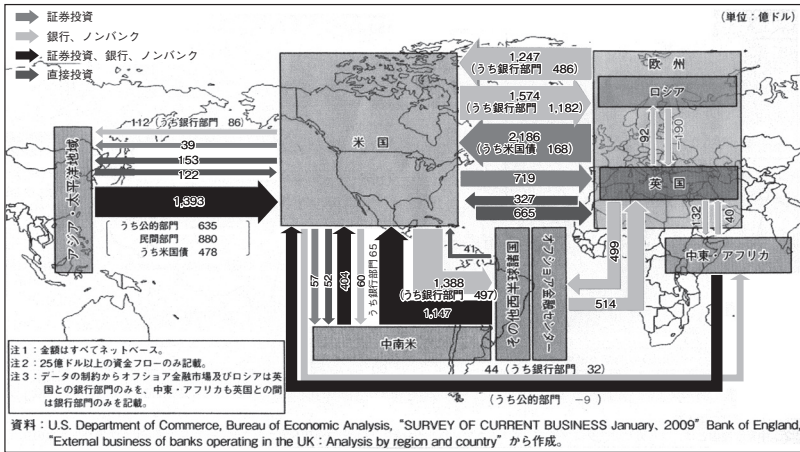 (単位:億ドル)
証券投資
銀行、ノンバンク
証券投資、銀行、ノンバンク
直接投資
1,247
(うち銀行部門 486)
欧州
ロシア
1,574
(うち銀行部門 1,182)
112(うち銀行部門 86)
39
153
122
1,393
アジア・太平洋地域
うち公的部門 635
民間部門 880
うち米国債 478
米国
2,186
(うち米国債 168)
92
-190
719
英国
327
665
132
40
中東・アフリカ
499
514
41
その他西半球諸国
オフショア金融センター
57
52
404
60
うち銀行部門 65
1,388
(うち銀行部門 497)
1,147
中南米
44(うち銀行部門 32)
(うち公的部門 -9)
注1:金額はすべてネットベース。
注2:25億ドル以上の資金フローのみ記載。
注3:データの制約からオフショア金融市場及びロシアは英
国との銀行部門のみを、中東・アフリカも英国との間
は銀行部門のみを記載。
資料:U.S. Department of Commerce, Bureau of Economic Analysis, "SURVEY OF CURRENT BUSINESS January、2009" Bank of England,
"External business of banks operating in the UK:Analysis by region and country" から作成。